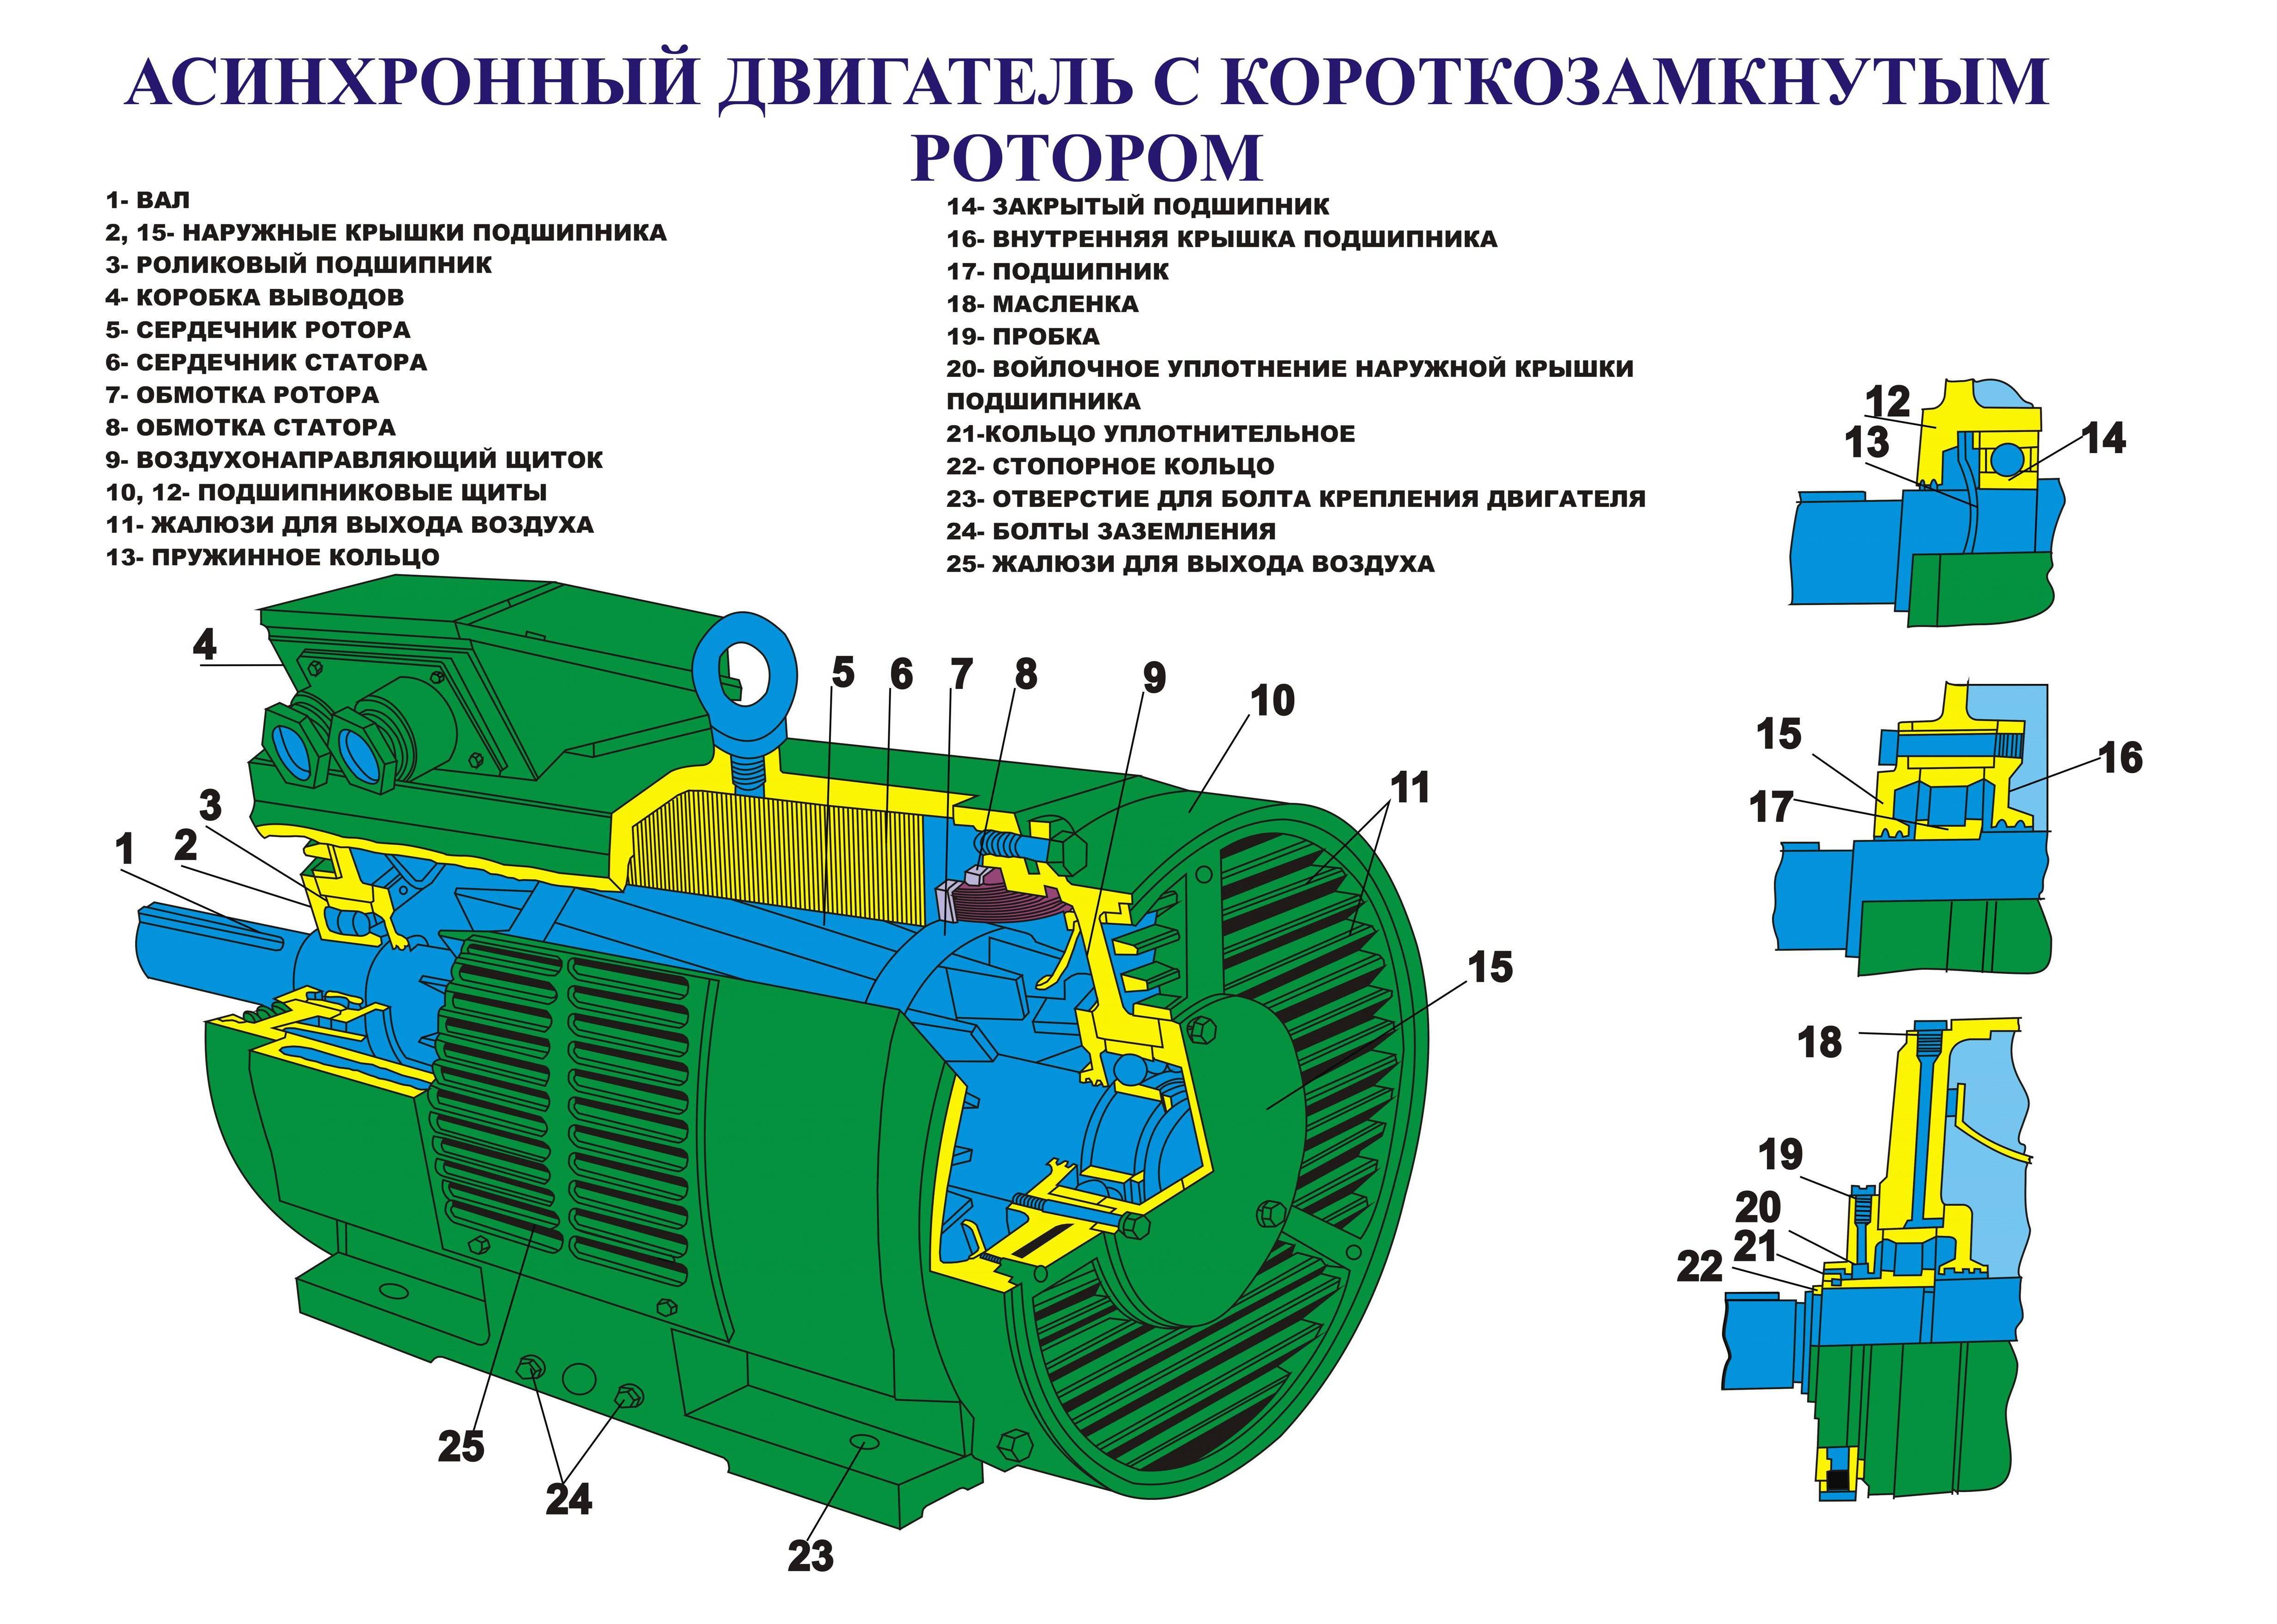 АСИНХРОННЫЙ ДВИГАТЕЛЬ С КОРОТКОЗАМКНУТЫМ
РОТОРОМ
1- ВАЛ
2, 15- НАРУЖНЫЕ КРЫШКИ ПОДШИПНИКА
3- РОЛИКОВЫЙ ПОДШИПНИК
4- КОРОБКА ВЫВОДОВ
5- СЕРДЕЧНИК РОТОРА
6- СЕРДЕЧНИК СТАТОРА
7- ОБМОТКА РОТОРА
8- ОБМОТКА СТАТОРА
9- ВОЗДУХОНАПРАВЛЯЮЩИЙ ЩИТОК
10, 12- ПОДШИПНИКОВЫЕ ЩИТЫ
11- ЖАЛЮЗИ ДЛЯ ВЫХОДА ВОЗДУХА
13- ПРУЖИННОЕ КОЛЬЦО
14- ЗАКРЫТЫЙ ПОДШИПНИК
16- ВНУТРЕННЯЯ КРЫШКА ПОДШИПНИКА
17- ПОДШИПНИК
18- МАСЛЕНКА
19- ПРОБКА
20- ВОЙЛОЧНОЕ УПЛОТНЕНИЕ НАРУЖНОЙ КРЫШКИ
ПОДШИПНИКА
21-КОЛЬЦО УПЛОТНИТЕЛЬНОЕ
22- СТОПОРНОЕ КОЛЬЦО
23- ОТВЕРСТИЕ ДЛЯ БОЛТА КРЕПЛЕНИЯ ДВИГАТЕЛЯ
24- БОЛТЫ ЗАЗЕМЛЕНИЯ
25- ЖАЛЮЗИ ДЛЯ ВЫХОДА ВОЗДУХА
4
5
6
7
8
9
10
11
3
2
1
15
25
24
23
12
13
14
15
16
17
18
19
20
21
22